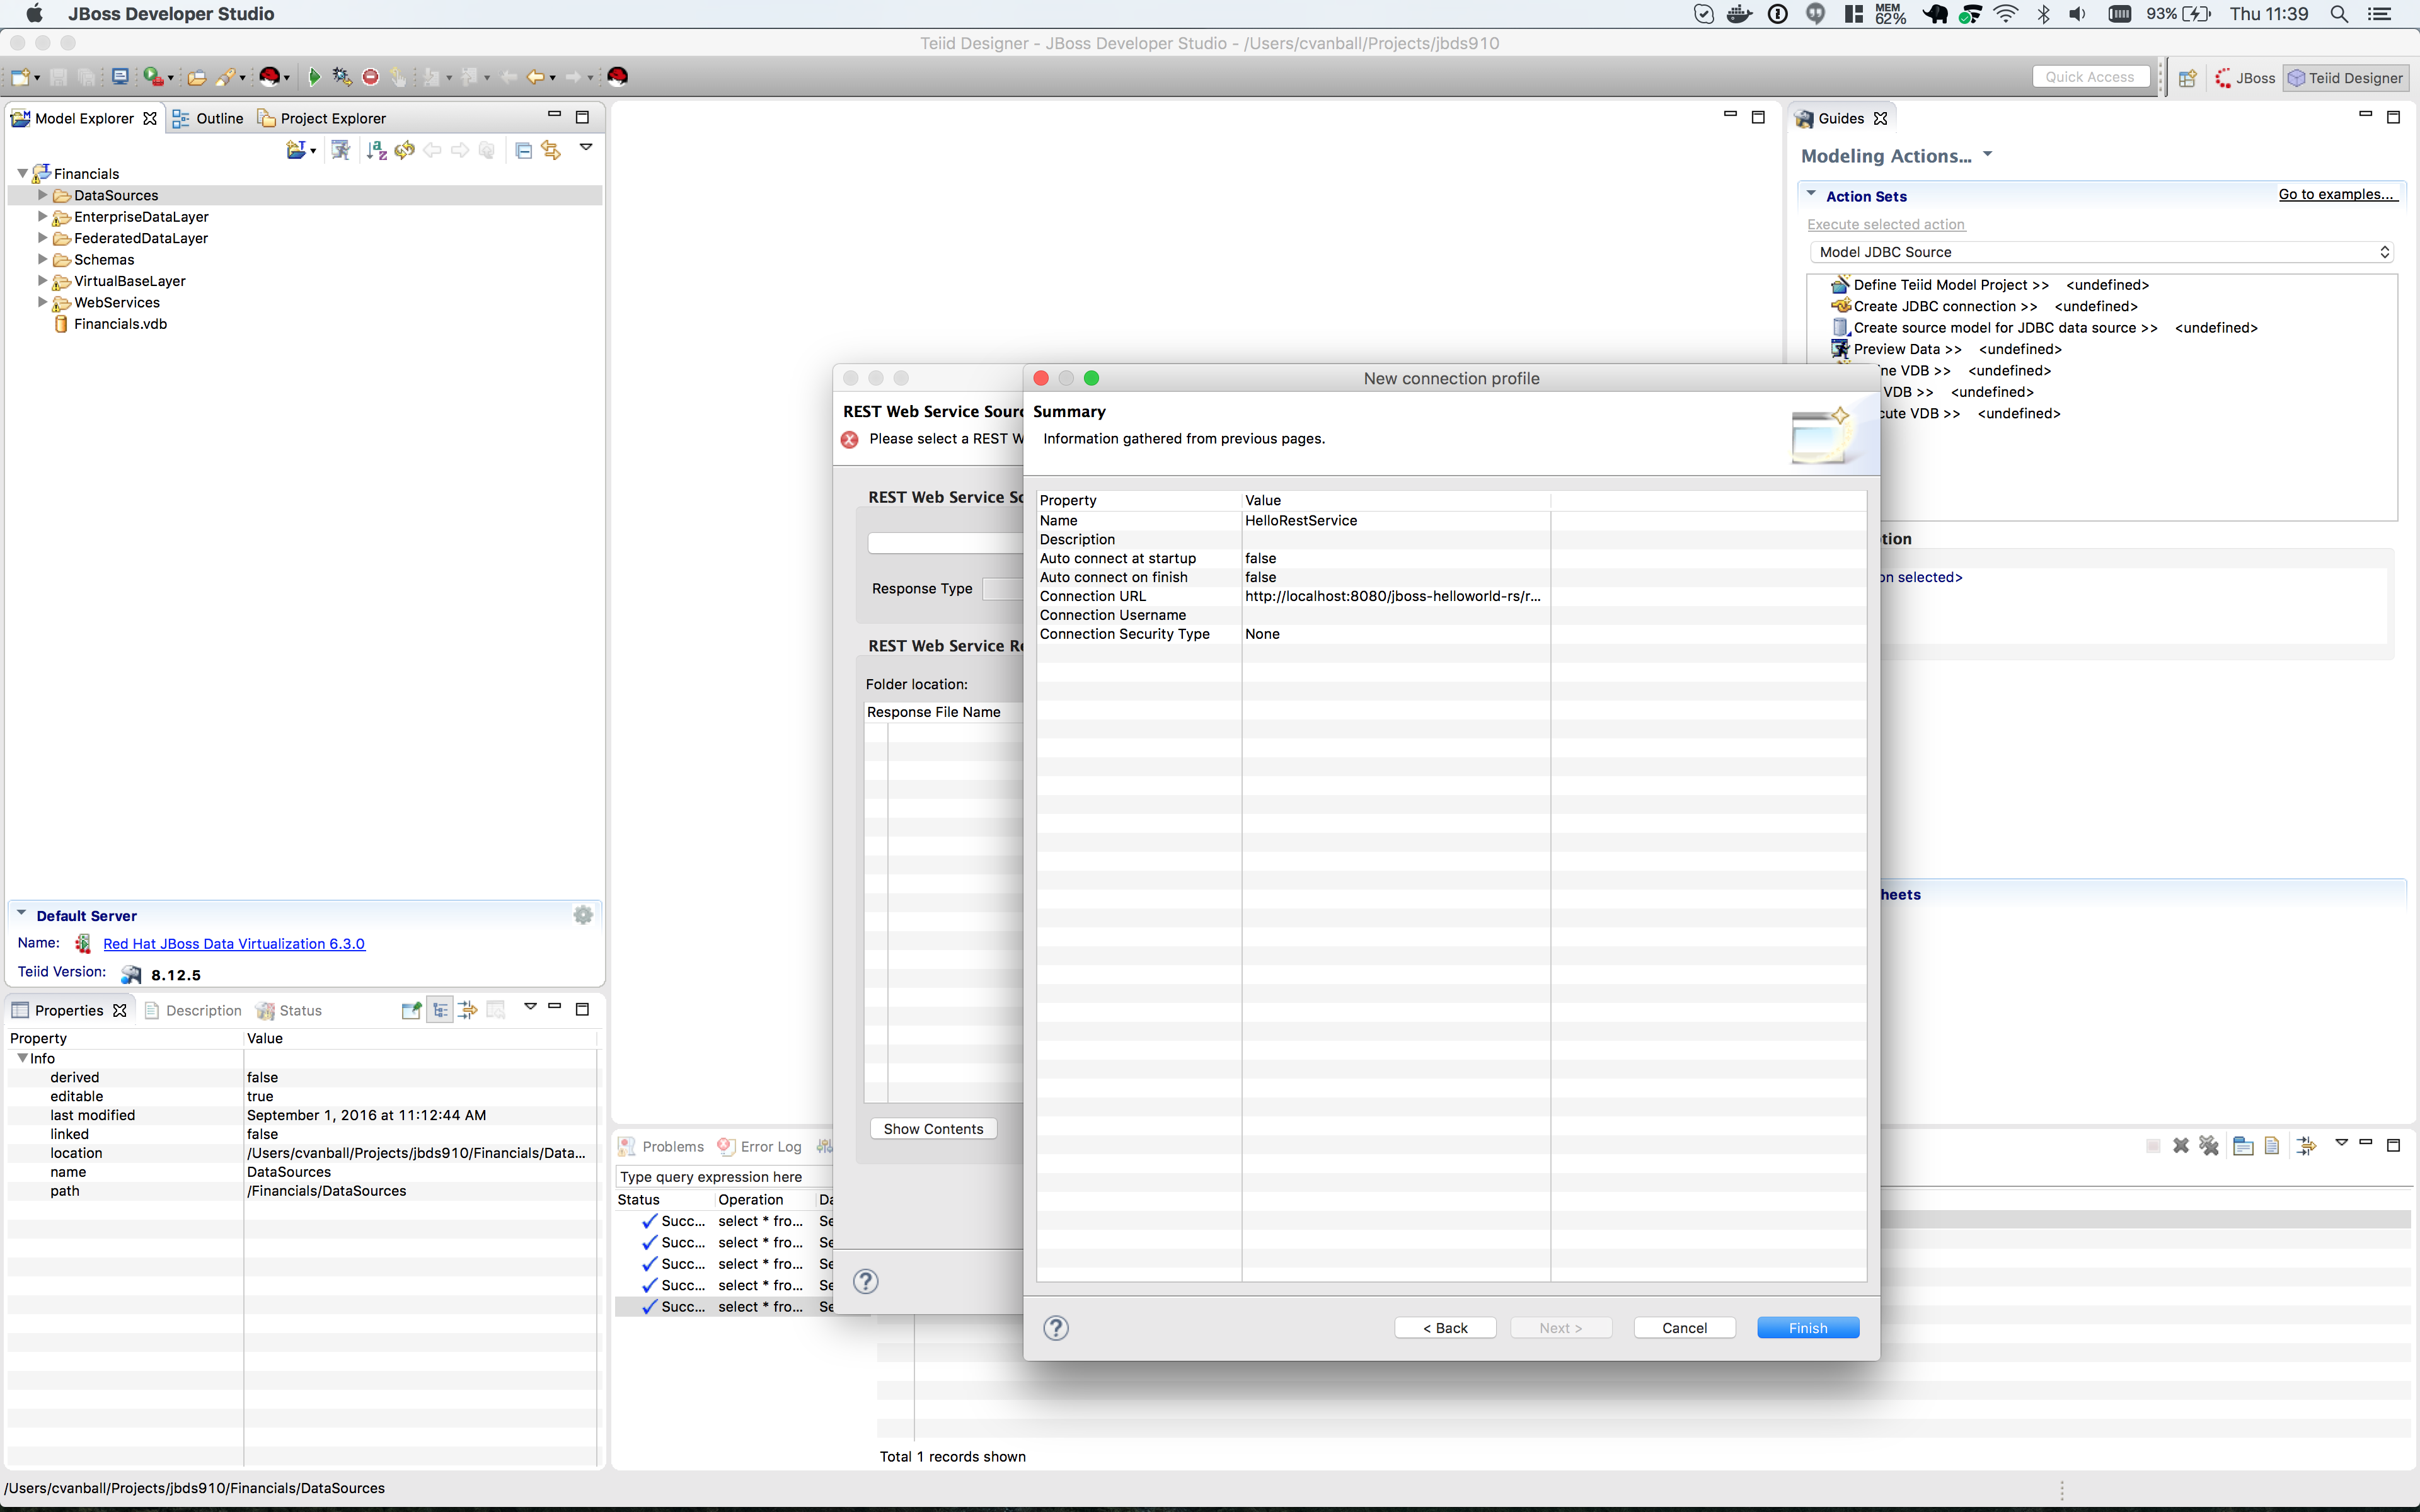 JBoss Developer Studio
MEM
62%
93%
Thu 11:39
Teiid Designer - JBoss Developer Studio - /Users/cvanball/Projects/jbds910
Quick Access
JBoss
Teiid Designer
Model Explorer
Outline
Project Explorer
Financials
DataSources
EnterpriseDataLayer
FederatedDataLayer
Schemas
VirtualBaseLayer
WebServices
Financials.vdb
Default Server
Name:
Red Hat JBoss Data Virtualization 6.3.0
Teiid Version:
8.12.5
Properties
Description
Status
Property Value
Info
derived false
editable true
last modified September 1, 2016 at 11:12:44 AM
linked false
location /Users/cvanball/Projects/jbds910/Financials/Data...
name DataSources
path /Financials/DataSources
/Users/cvanball/Projects/jbds910/Financials/DataSources
REST Web Service Sourc
Please select a REST W
REST Web Service So
Response Type
REST Web Service Re
Folder location:
Response File Name
Show Contents
New connection profile
Summary
Information gathered from previous pages.
Property Value
Name HelloRestService
Description
Auto connect at startup false
Auto connect on finish false
Connection URL http://localhost:8080/jboss-helloworld-rs/r...
Connection Username
Connection Security Type None
< Back
Next >
Cancel
Finish
Problems
Error Log
Type query expression here
Status Operation Da
Succ... select * fro... Se
Succ... select * fro... Se
Succ... select * fro... Se
Succ... select * fro... Se
Succ... select * fro... Se
Total 1 records shown
Guides
Modeling Actions...
Action Sets
Go to examples...
Execute selected action
Model JDBC Source
Define Teiid Model Project >> <undefined>
Create JDBC connection >> <undefined>
Create source model for JDBC data source >> <undefined>
Preview Data >> <undefined>
ne VDB >> <undefined>
VDB >> <undefined>
cute VDB >> <undefined>
tion
on selected>
heets